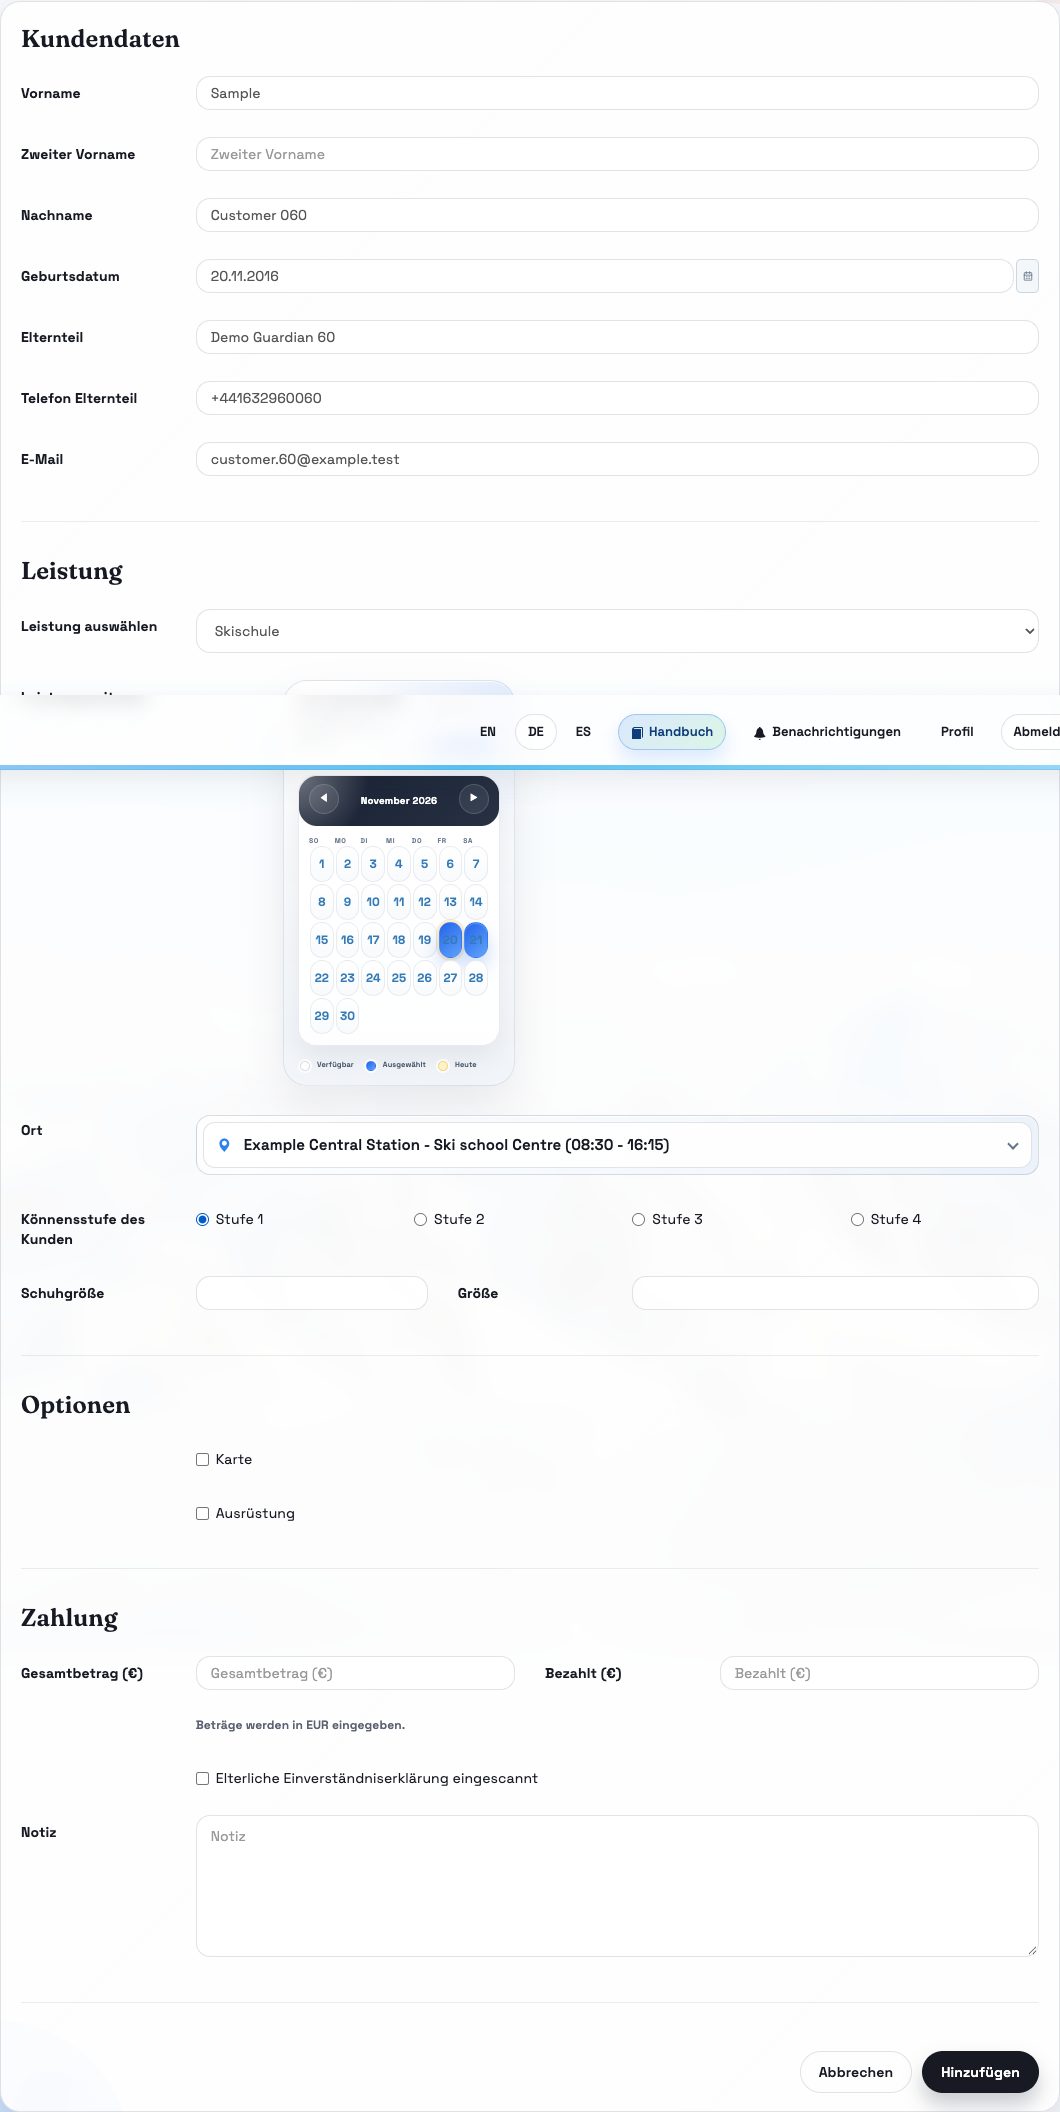 Kundendaten
Vorname
Sample
Zweiter Vorname
Zweiter Vorname
Nachname
Customer 060
Geburtsdatum
20.11.2016
Elternteil
Demo Guardian 60
Telefon Elternteil
+441632960060
E-Mail
customer.60@example.test
Leistung
Leistung auswählen
Skischule
EN DE ES Handbuch Benachrichtigungen Profil Abmeld
November 2026
SO MO DI MI DO FR SA
1 2 3 4 5 6 7
8 9 10 11 12 13 14
15 16 17 18 19 20 21
22 23 24 25 26 27 28
29 30
Verfügbar Ausgewählt Heute
Ort
Example Central Station - Ski school Centre (08:30 - 16:15)
Könnensstufe des
Kunden
Stufe 1 Stufe 2 Stufe 3 Stufe 4
Schuhgröße Größe
Optionen
Karte
Ausrüstung
Zahlung
Gesamtbetrag (€)
Gesamtbetrag (€)
Bezahlt (€)
Bezahlt (€)
Beträge werden in EUR eingegeben.
Elterliche Einverständniserklärung eingescannt
Notiz
Notiz
Abbrechen Hinzufügen